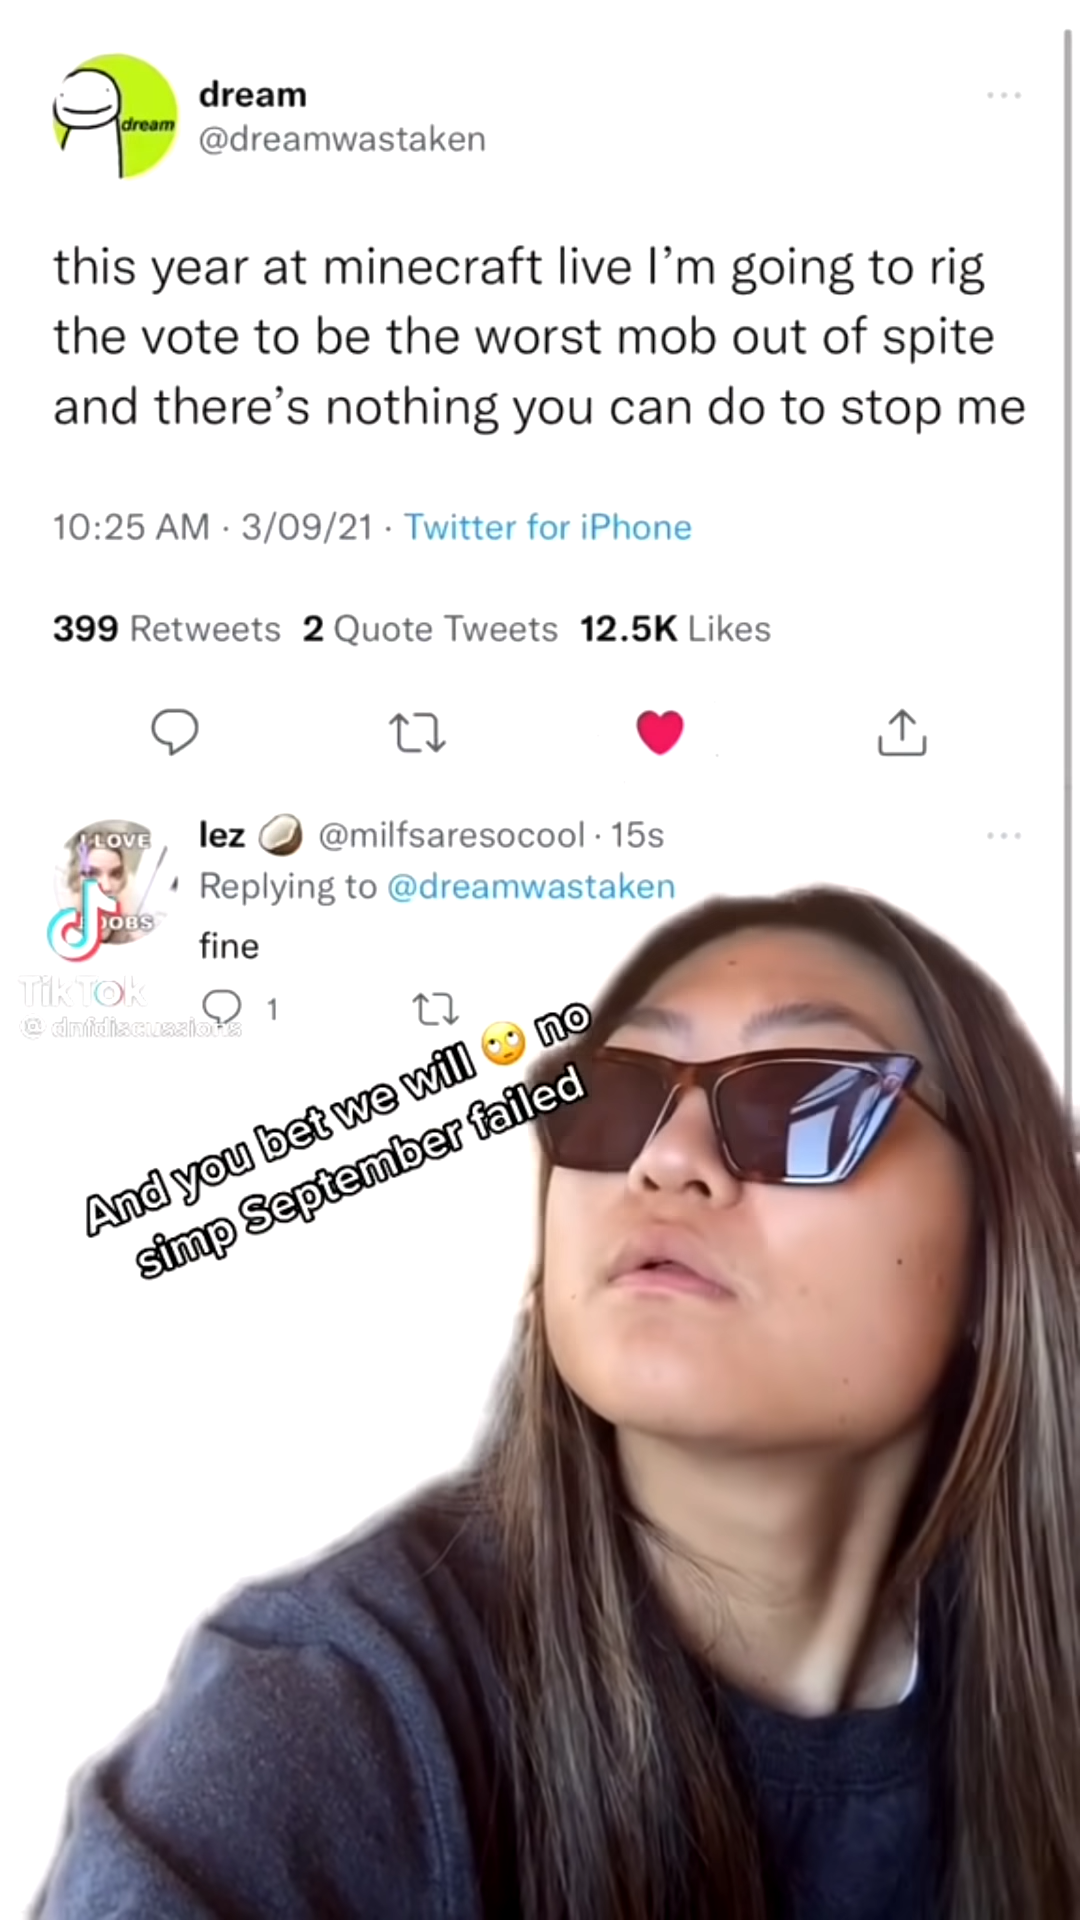 dream
dream
@dreamwastaken
this year at minecraft live I’m going to rig
the vote to be the worst mob out of spite
and there’s nothing you can do to stop me
10:25 AM · 3/09/21 · Twitter for iPhone
399 Retweets 2 Quote Tweets 12.5K Likes
lez 🥥 @milfsaresocool · 15s
Replying to @dreamwastaken
fine
I LOVE
OOBS
TikTok
@ dnfdiscussions
1
And you bet we will 🙄 no
simp September failed